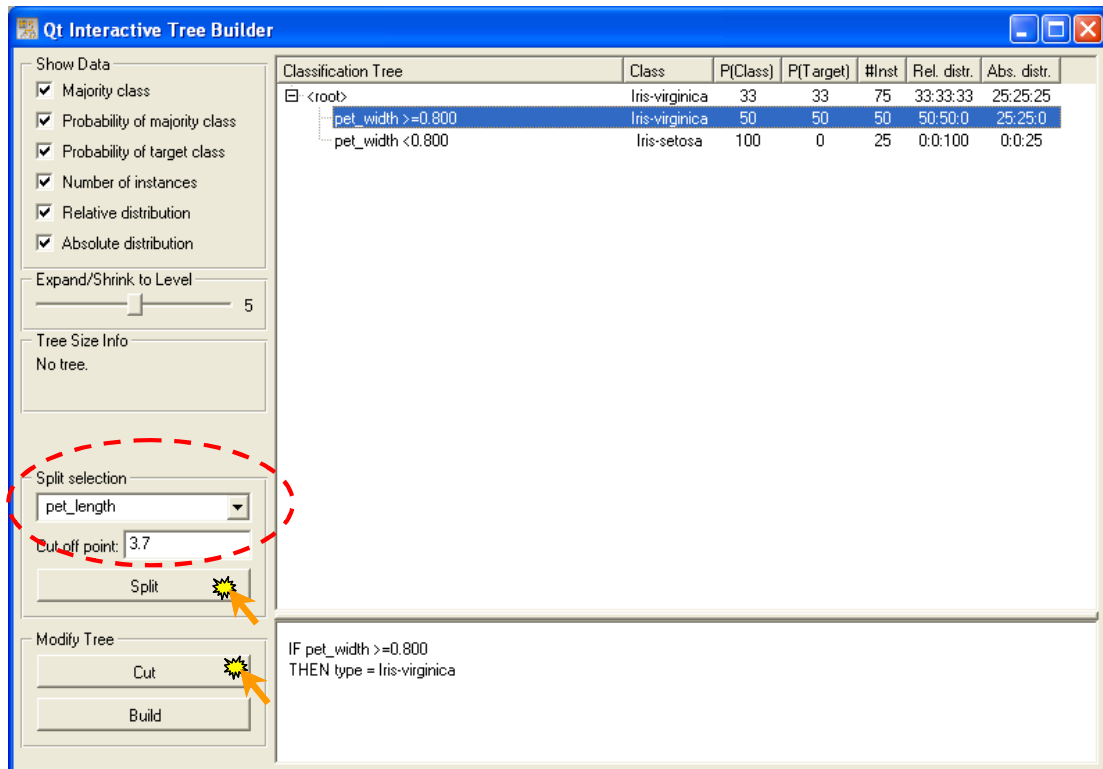 Qt Interactive Tree Builder
Show Data
Majority class
Probability of majority class
Probability of target class
Number of instances
Relative distribution
Absolute distribution
Expand/Shrink to Level
5
Tree Size Info
No tree.
Split selection
pet_length
Cut off point: 3.7
Split
Modify Tree
Cut
Build
Classification Tree Class P(Class) P(Target) #Inst Rel. distr. Abs. distr.
<root> Iris-virginica 33 33 75 33:33:33 25:25:25
pet_width >=0.800 Iris-virginica 50 50 50 50:50:0 25:25:0
pet_width <0.800 Iris-setosa 100 0 25 0:0:100 0:0:25
IF pet_width >=0.800
THEN type = Iris-virginica